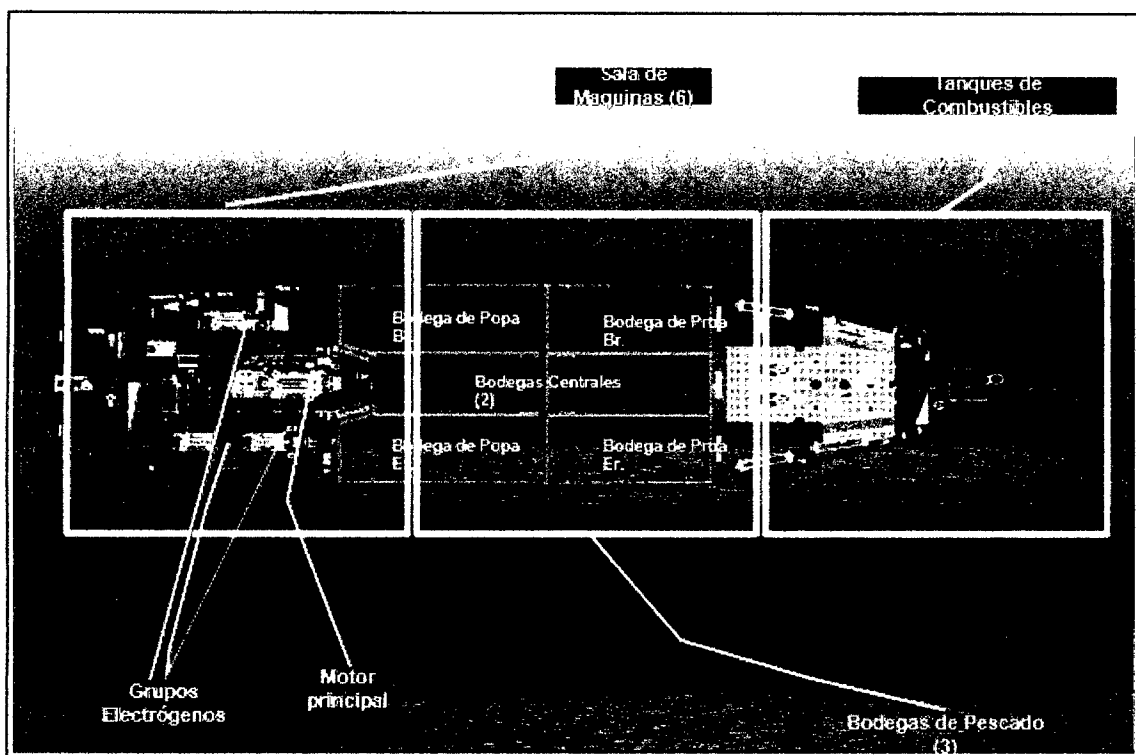 Sala de
Maquinas (6)
Tanques de
Combustibles
Bodega de Popa
Br.
Bodega de Proa
Br.
Bodegas Centrales
(2)
Bodega de Popa
Er.
Bodega de Proa
Er.
Grupos
Electrógenos
Motor
principal
Bodegas de Pescado
(3)